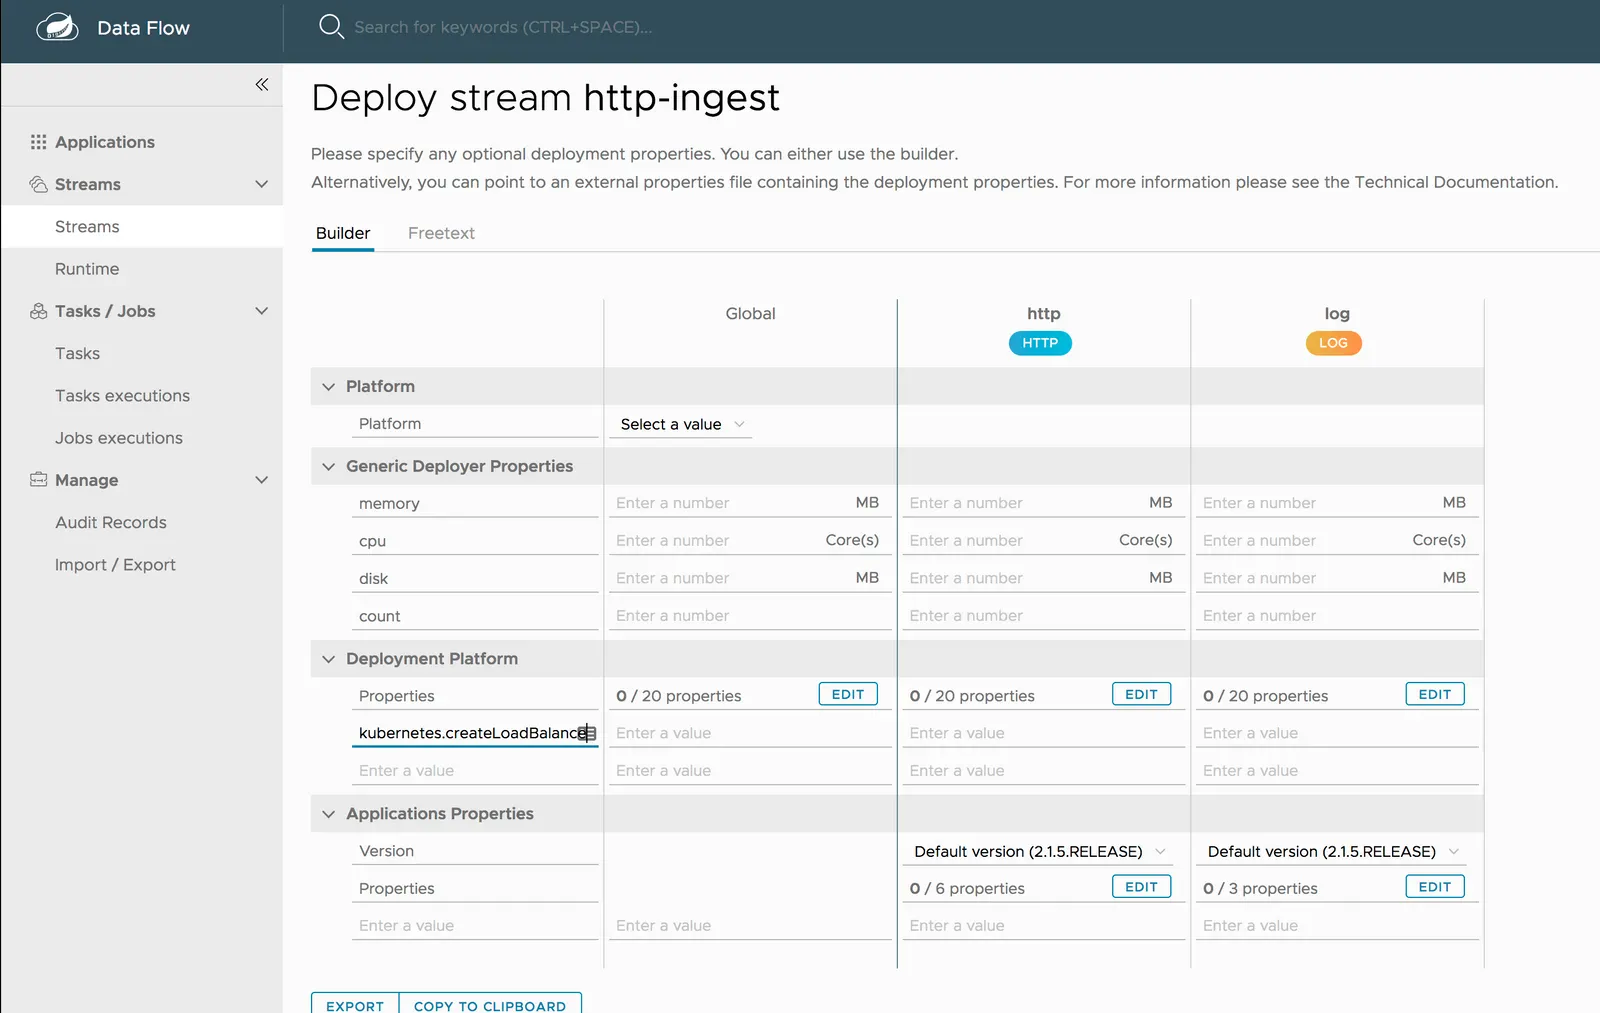 Data Flow
Search for keywords (CTRL+SPACE)...
Applications
Streams
Streams
Runtime
Tasks / Jobs
Tasks
Tasks executions
Jobs executions
Manage
Audit Records
Import / Export
Deploy stream http-ingest
Please specify any optional deployment properties. You can either use the builder.
Alternatively, you can point to an external properties file containing the deployment properties. For more information please see the Technical Documentation.
Builder Freetext
Global http log
HTTP LOG
Platform
Platform Select a value
Generic Deployer Properties
memory Enter a number MB Enter a number MB Enter a number MB
cpu Enter a number Core(s) Enter a number Core(s) Enter a number Core(s)
disk Enter a number MB Enter a number MB Enter a number MB
count Enter a number Enter a number Enter a number
Deployment Platform
Properties 0 / 20 properties EDIT 0 / 20 properties EDIT 0 / 20 properties EDIT
kubernetes.createLoadBalance Enter a value Enter a value Enter a value
Enter a value Enter a value Enter a value Enter a value
Applications Properties
Version Default version (2.1.5.RELEASE) Default version (2.1.5.RELEASE)
Properties 0 / 6 properties EDIT 0 / 3 properties EDIT
Enter a value Enter a value Enter a value Enter a value
EXPORT COPY TO CLIPBOARD